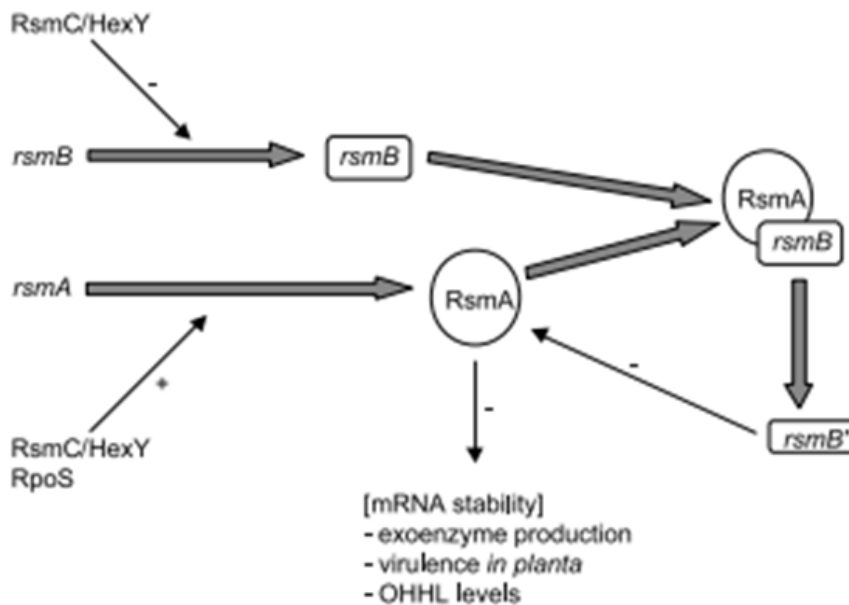 RsmC/HexY
-
rsmB
rsmB
RsmA
rsmB
rsmA
RsmA
-
+
-
rsmB'
RsmC/HexY
RpoS
[mRNA stability]
- exoenzyme production
- virulence in planta
- OHHL levels